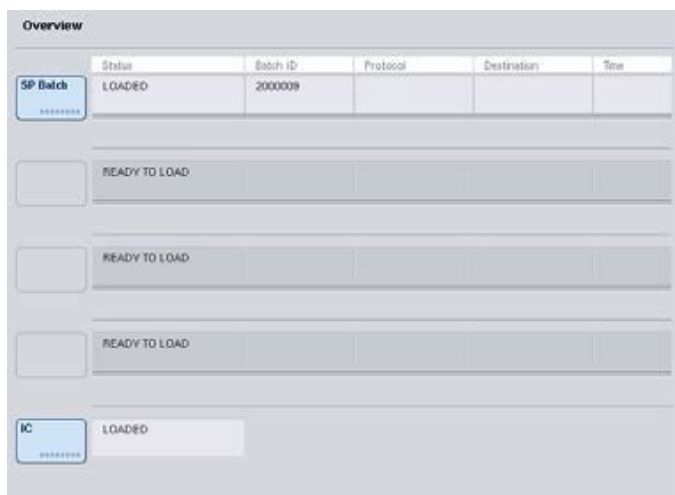 Overview
Status Batch ID Protocol Destination Time
SP Batch LOADED 2000009
READY TO LOAD
READY TO LOAD
READY TO LOAD
IC LOADED